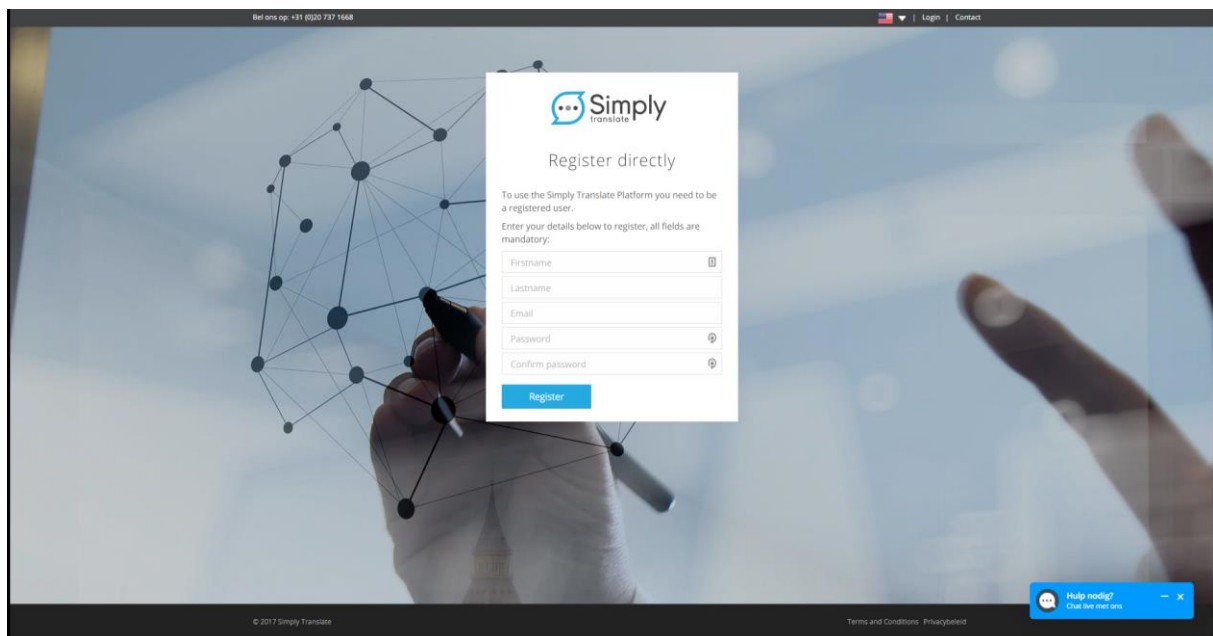 Bel ons op: +31 (0)20 737 1668
| Login | Contact
Simply
translate
Register directly
To use the Simply Translate Platform you need to be
a registered user.
Enter your details below to register, all fields are
mandatory:
Firstname
Lastname
Email
Password
Confirm password
Register
Hulp nodig?
Chat live met ons
© 2017 Simply Translate
Terms and Conditions Privacybeleid